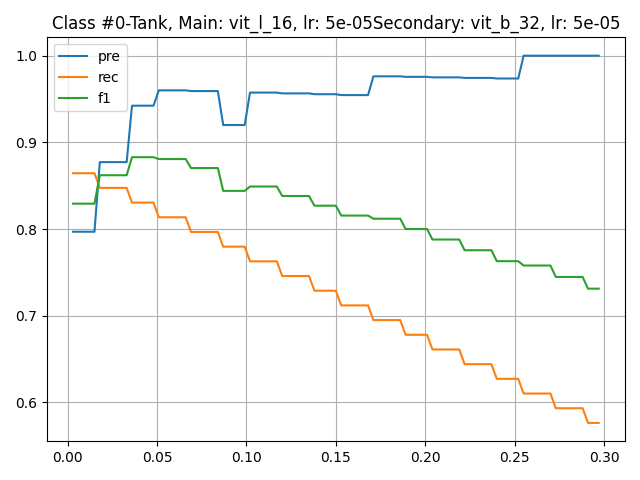 Class #0-Tank, Main: vit_l_16, lr: 5e-05Secondary: vit_b_32, lr: 5e-05
pre
rec
f1
1.0
0.9
0.8
0.7
0.6
0.00 0.05 0.10 0.15 0.20 0.25 0.30